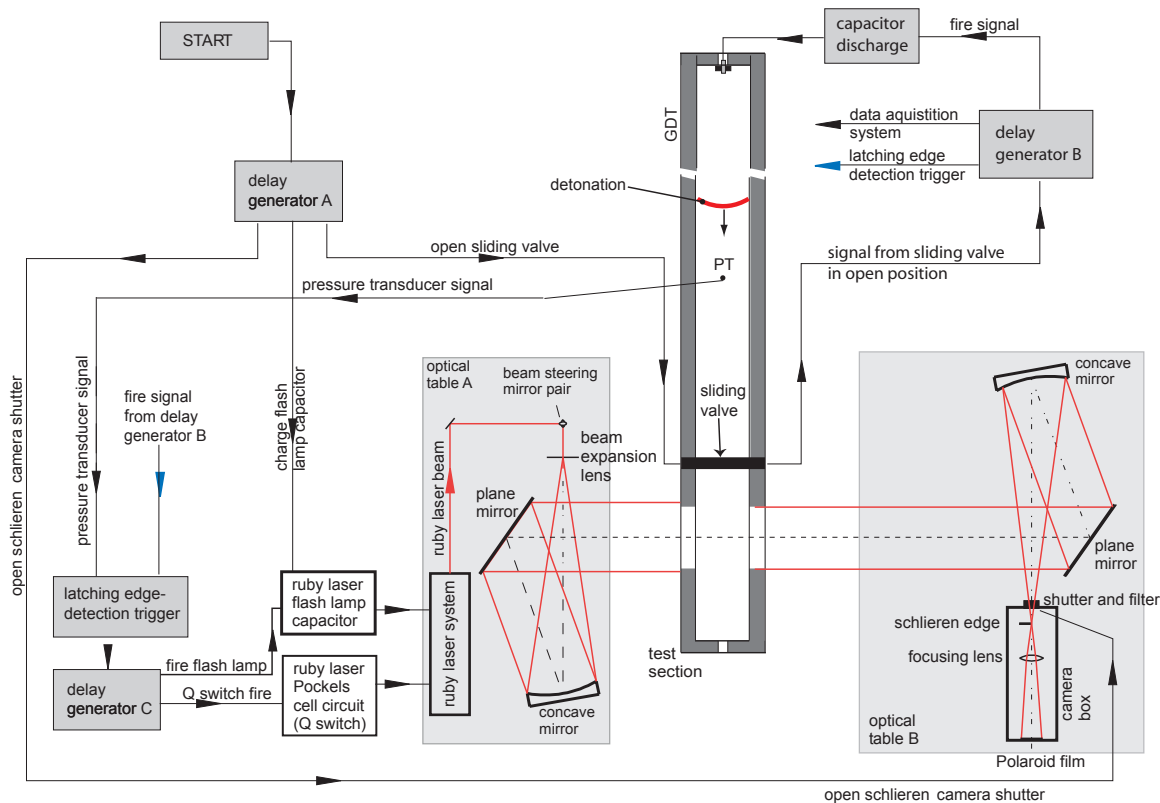 START
capacitor
discharge
fire signal
GDT
data aquistition
system
latching edge
detection trigger
delay
generator B
delay
generator A
detonation
open sliding valve
PT
signal from sliding valve
in open position
pressure transducer signal
open schlieren camera shutter
pressure transducer signal
fire signal
from delay
generator B
charge flash
lamp capacitor
optical
table A
beam steering
mirror pair
sliding
valve
concave
mirror
beam
expansion
lens
ruby laser beam
plane
mirror
plane
mirror
latching edge-
detection trigger
ruby laser
flash lamp
capacitor
ruby laser system
shutter and filter
schlieren edge
focusing lens
camera
box
test
section
fire flash lamp
delay
generator C
Q switch fire
ruby laser
Pockels
cell circuit
(Q switch)
concave
mirror
optical
table B
Polaroid film
open schlieren camera shutter